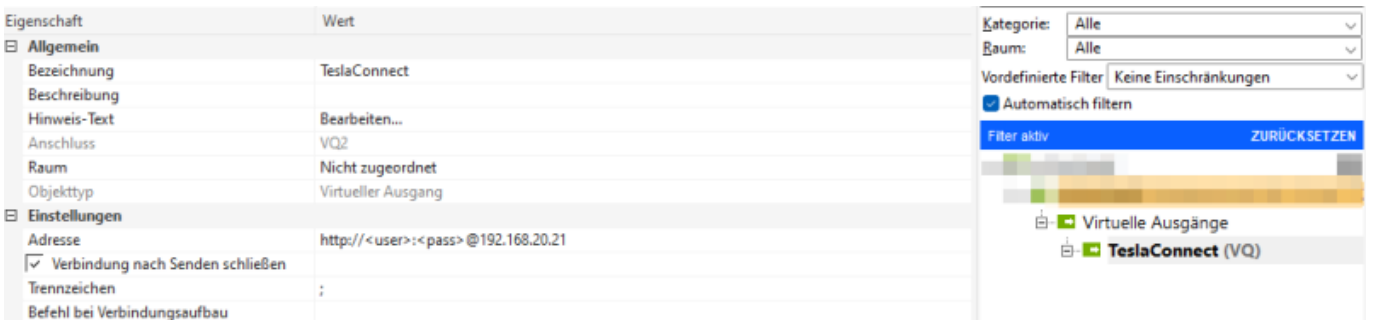 Eigenschaft Wert
Allgemein
Bezeichnung TeslaConnect
Beschreibung
Hinweis-Text Bearbeiten...
Anschluss VQ2
Raum Nicht zugeordnet
Objekttyp Virtueller Ausgang
Einstellungen
Adresse http://<user>:<pass>@192.168.20.21
Verbindung nach Senden schließen
Trennzeichen ;
Befehl bei Verbindungsaufbau
Kategorie: Alle
Raum: Alle
Vordefinierte Filter Keine Einschränkungen
Automatisch filtern
Filter aktiv ZURÜCKSETZEN
Virtuelle Ausgänge
TeslaConnect (VQ)